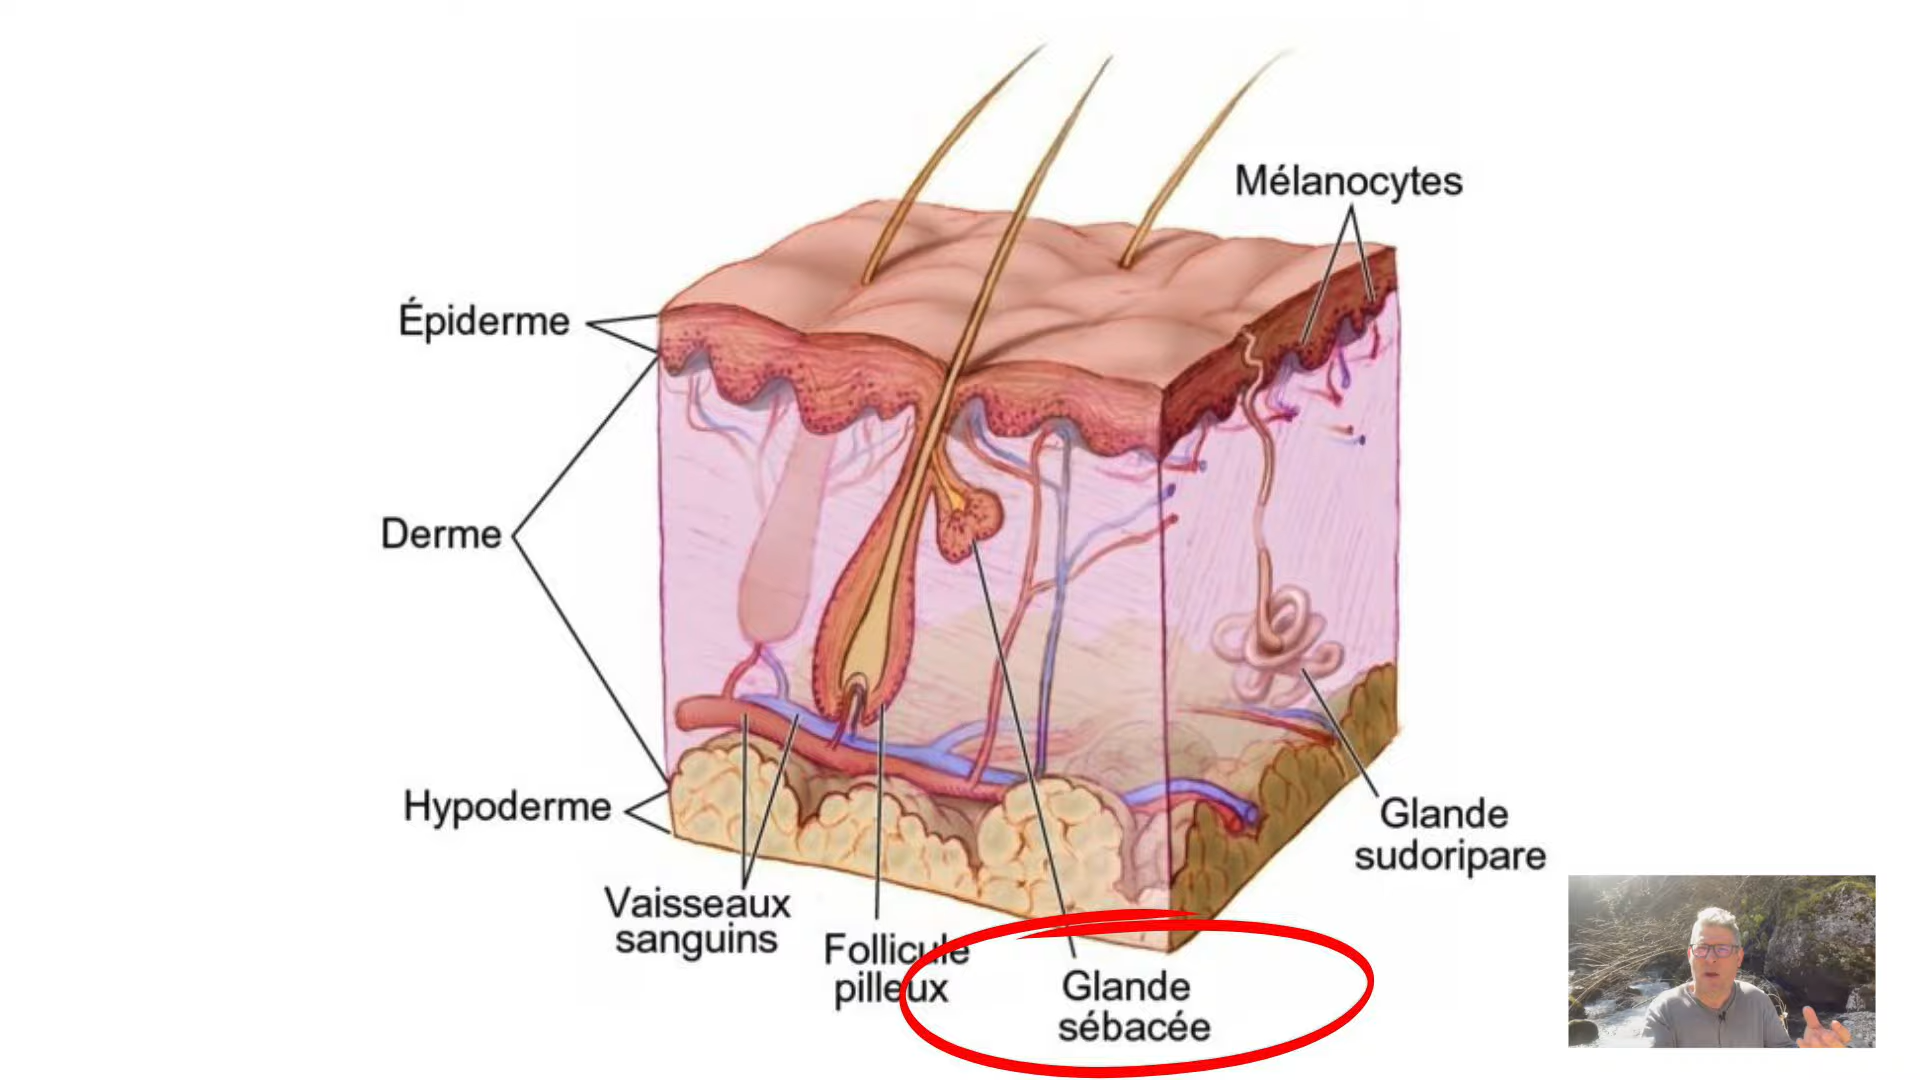 Mélanocytes
Épiderme
Derme
Hypoderme
Glande
sudoripare
Vaisseaux
sanguins
Follicule
pilleux
Glande
sébacée